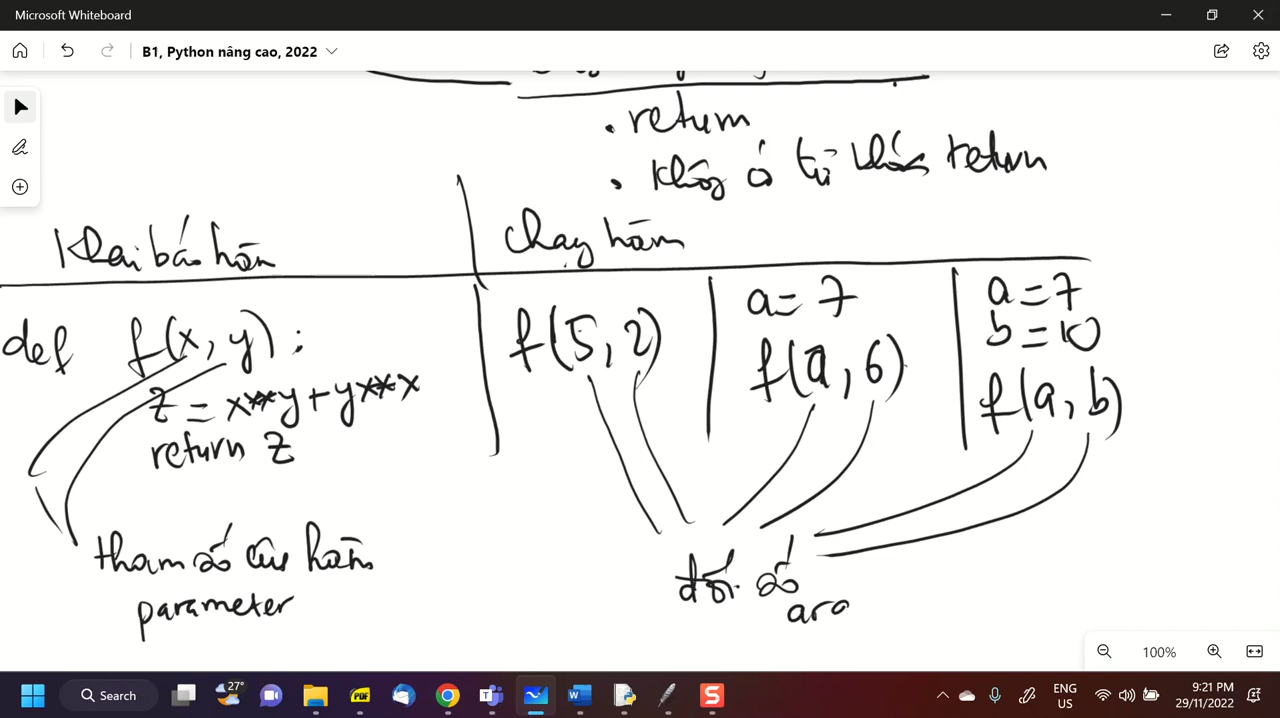 Microsoft Whiteboard
B1, Python nâng cao, 2022
. return
. không có từ khóa return
Khai báo hàm
chạy hàm
def f(x, y):
z = x**y + y**x
return z
f(5, 2)
a = 7
f(a, 6)
a = 7
b = 10
f(a, b)
tham số của hàm
parameter
đối số
arg
100%
Search
27°
ENG
US
9:21 PM
29/11/2022